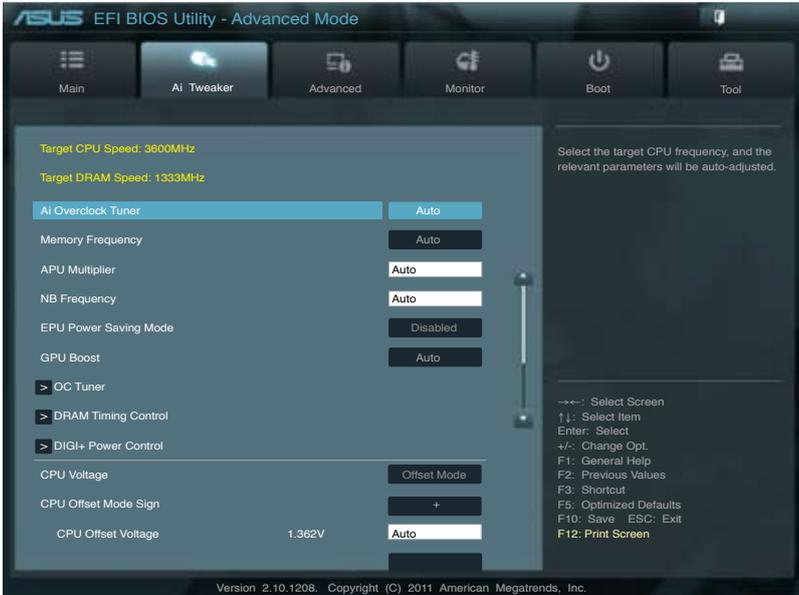 ASUS EFI BIOS Utility - Advanced Mode
Main
Ai Tweaker
Advanced
Monitor
Boot
Tool
Target CPU Speed: 3600MHz
Target DRAM Speed: 1333MHz
Ai Overclock Tuner Auto
Memory Frequency Auto
APU Multiplier Auto
NB Frequency Auto
EPU Power Saving Mode Disabled
GPU Boost Auto
> OC Tuner
> DRAM Timing Control
> DIGI+ Power Control
CPU Voltage Offset Mode
CPU Offset Mode Sign +
CPU Offset Voltage 1.362V Auto
Select the target CPU frequency, and the
relevant parameters will be auto-adjusted.
→←: Select Screen
↑↓: Select Item
Enter: Select
+/-: Change Opt.
F1: General Help
F2: Previous Values
F3: Shortcut
F5: Optimized Defaults
F10: Save ESC: Exit
F12: Print Screen
Version 2.10.1208. Copyright (C) 2011 American Megatrends, Inc.